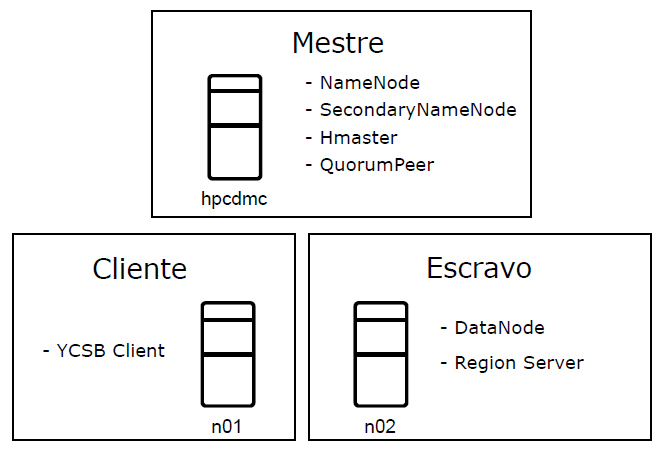 Mestre
- NameNode
- SecondaryNameNode
- Hmaster
- QuorumPeer
hpcdmc
Cliente
- YCSB Client
n01
Escravo
- DataNode
- Region Server
n02